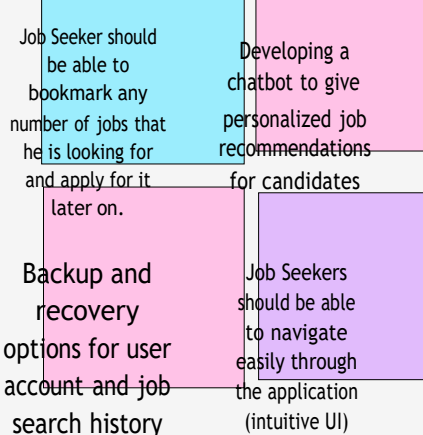 Job Seeker should
be able to
bookmark any
number of jobs that
he is looking for
and apply for it
later on.
Developing a
chatbot to give
personalized job
recommendations
for candidates
Backup and
recovery
options for user
account and job
search history
Job Seekers
should be able
to navigate
easily through
the application
(intuitive UI)